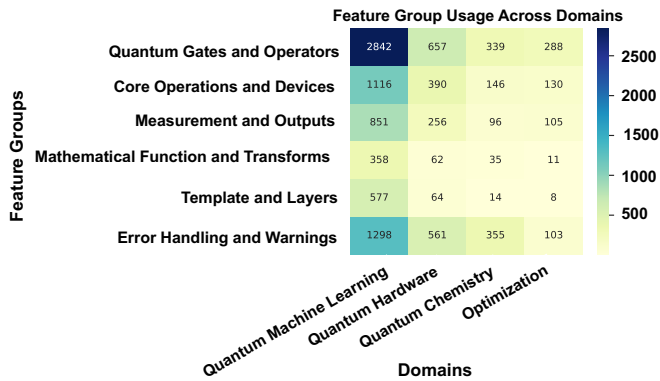 Feature Group Usage Across Domains
Quantum Gates and Operators 2842 657 339 288
Core Operations and Devices 1116 390 146 130
Measurement and Outputs 851 256 96 105
Mathematical Function and Transforms 358 62 35 11
Template and Layers 577 64 14 8
Error Handling and Warnings 1298 561 355 103
Feature Groups
2500
2000
1500
1000
500
Quantum Machine Learning
Quantum Hardware
Quantum Chemistry
Optimization
Domains